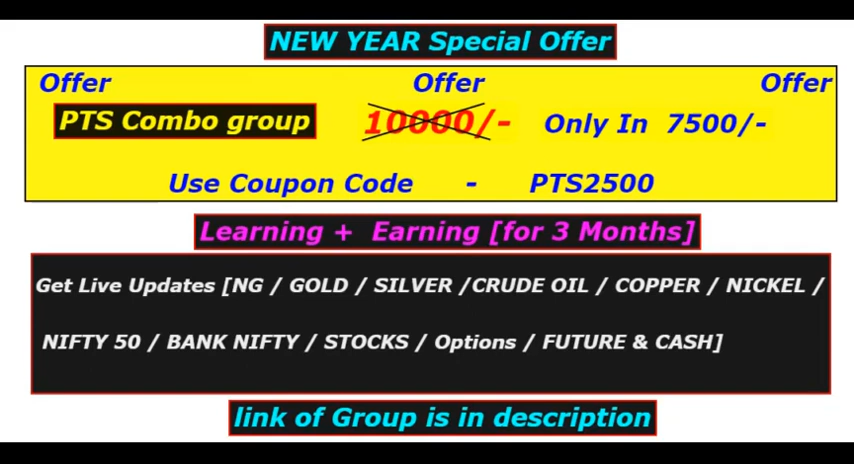 NEW YEAR Special Offer
Offer Offer Offer
PTS Combo group 10000/- Only In 7500/-
Use Coupon Code - PTS2500
Learning + Earning [for 3 Months]
Get Live Updates [NG / GOLD / SILVER /CRUDE OIL / COPPER / NICKEL /
NIFTY 50 / BANK NIFTY / STOCKS / Options / FUTURE & CASH]
link of Group is in description